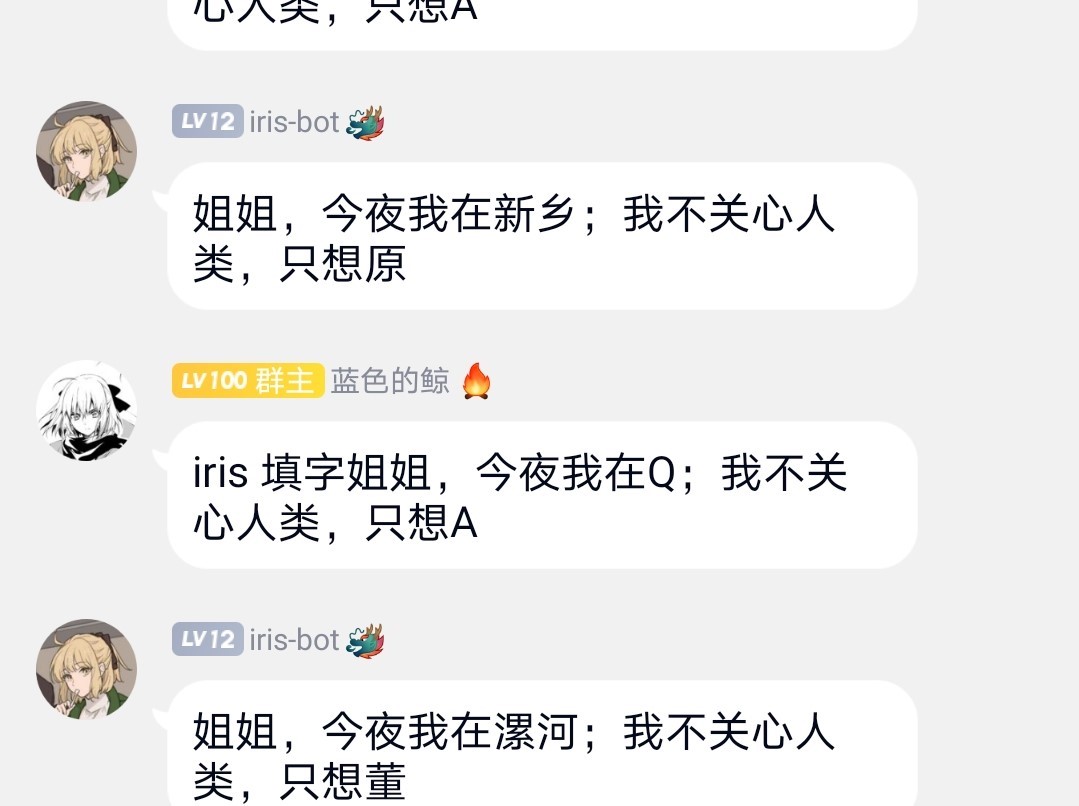 心人类，只想A
LV12 iris-bot
姐姐，今夜我在新乡；我不关心人
类，只想原
LV100 群主 蓝色的鲸
iris 填字姐姐，今夜我在Q；我不关
心人类，只想A
LV12 iris-bot
姐姐，今夜我在漯河；我不关心人
类，只想董